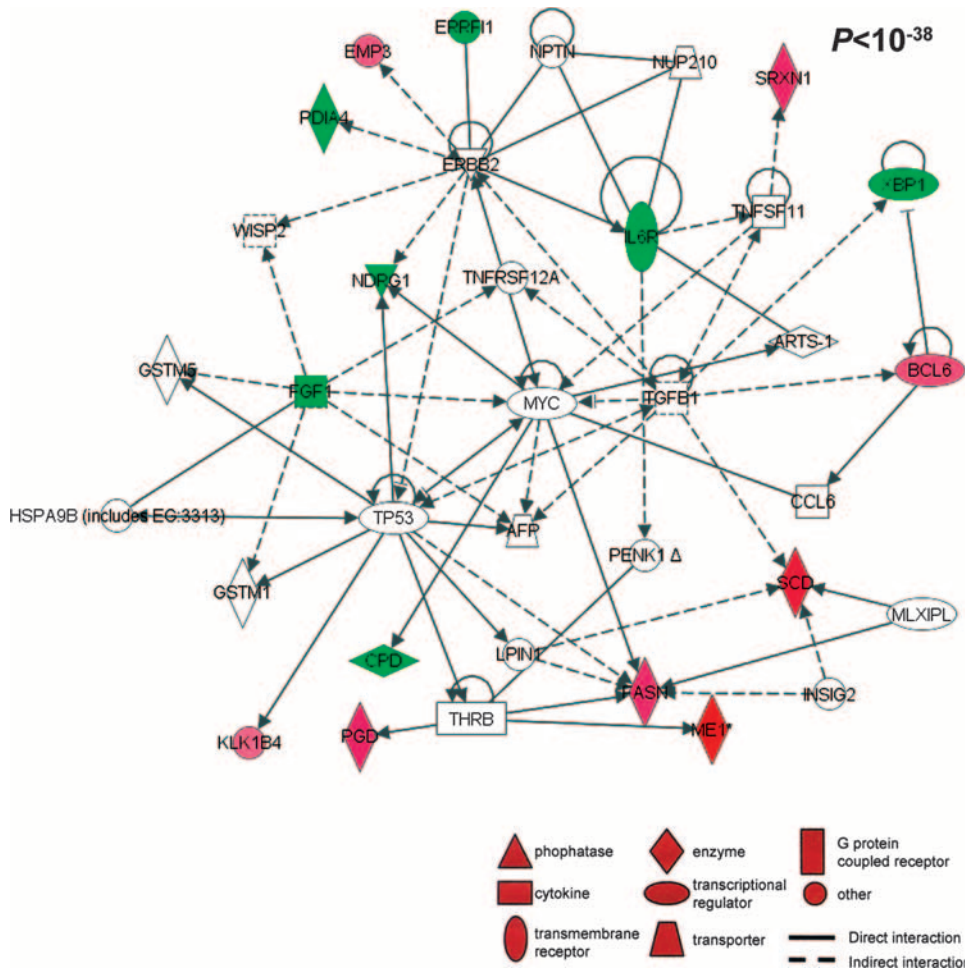 P<10-38
ERRFI1
EMP3
NPTN
NUP210
SRXN1
PDIA4
ERBB2
XBP1
WISP2
IL6R
TNFSF11
NDRG1
TNFRSF12A
ARTS-1
GSTM5
BCL6
FGF1
MYC
TGFB1
CCL6
HSPA9B (includes EG:3313)
TP53
AFP
PENK1 Δ
GSTM1
SCD
MLXIPL
CPD
LPIN1
FASN
INSIG2
THRB
KLK1B4
PGD
ME1*
phophatase
enzyme
G protein
coupled receptor
cytokine
transcriptional
regulator
other
transmembrane
receptor
transporter
Direct interaction
Indirect interaction